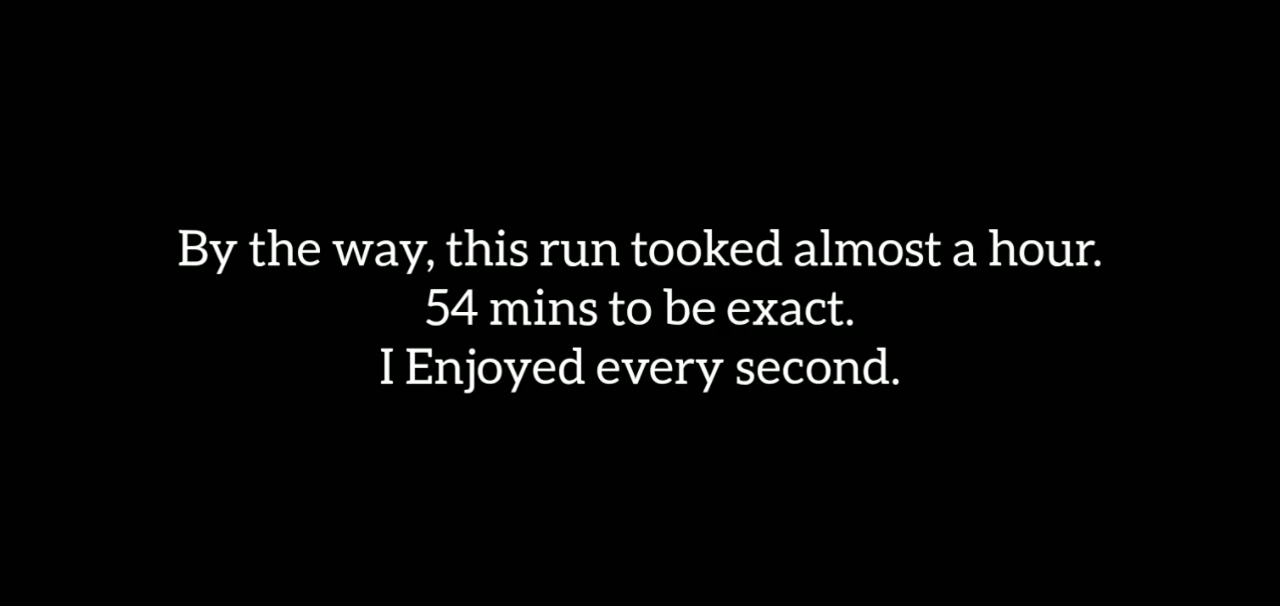 By the way, this run tooked almost a hour.
54 mins to be exact.
I Enjoyed every second.